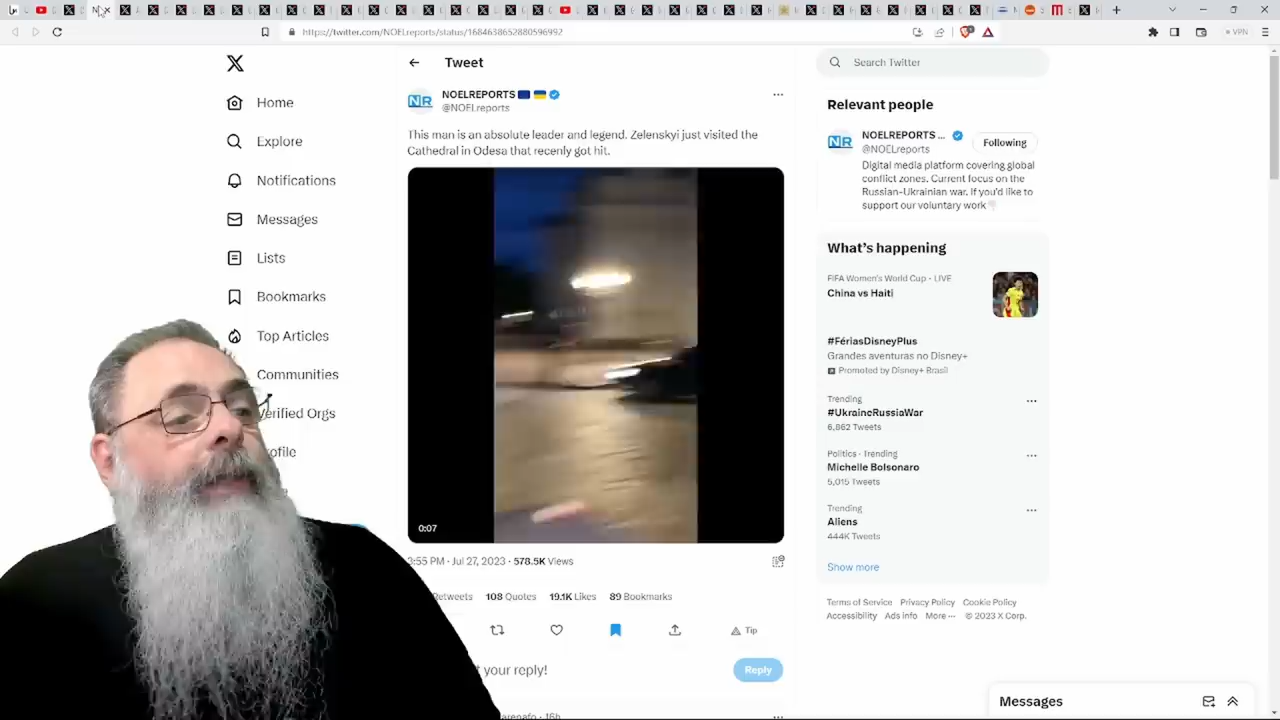 https://twitter.com/NOELreports/status/1684638652880596992
VPN
Home
Explore
Notifications
Messages
Lists
Bookmarks
Top Articles
Communities
Verified Orgs
Tweet
NOELREPORTS
@NOELreports
This man is an absolute leader and legend. Zelenskyi just visited the
Cathedral in Odesa that recenly got hit.
0:07
3:55 PM · Jul 27, 2023 · 578.5K Views
Retweets 108 Quotes 19.1K Likes 89 Bookmarks
Tip
your reply!
Reply
Search Twitter
Relevant people
NOELREPORTS ...
@NOELreports
Following
Digital media platform covering global
conflict zones. Current focus on the
Russian-Ukrainian war. If you'd like to
support our voluntary work
What's happening
FIFA Women's World Cup · LIVE
China vs Haiti
#FériasDisneyPlus
Grandes aventuras no Disney+
Promoted by Disney+ Brasil
Trending
#UkraineRussiaWar
6,862 Tweets
Politics · Trending
Michelle Bolsonaro
5,015 Tweets
Trending
Aliens
444K Tweets
Show more
Terms of Service Privacy Policy Cookie Policy
Accessibility Ads info More ··· © 2023 X Corp.
Messages